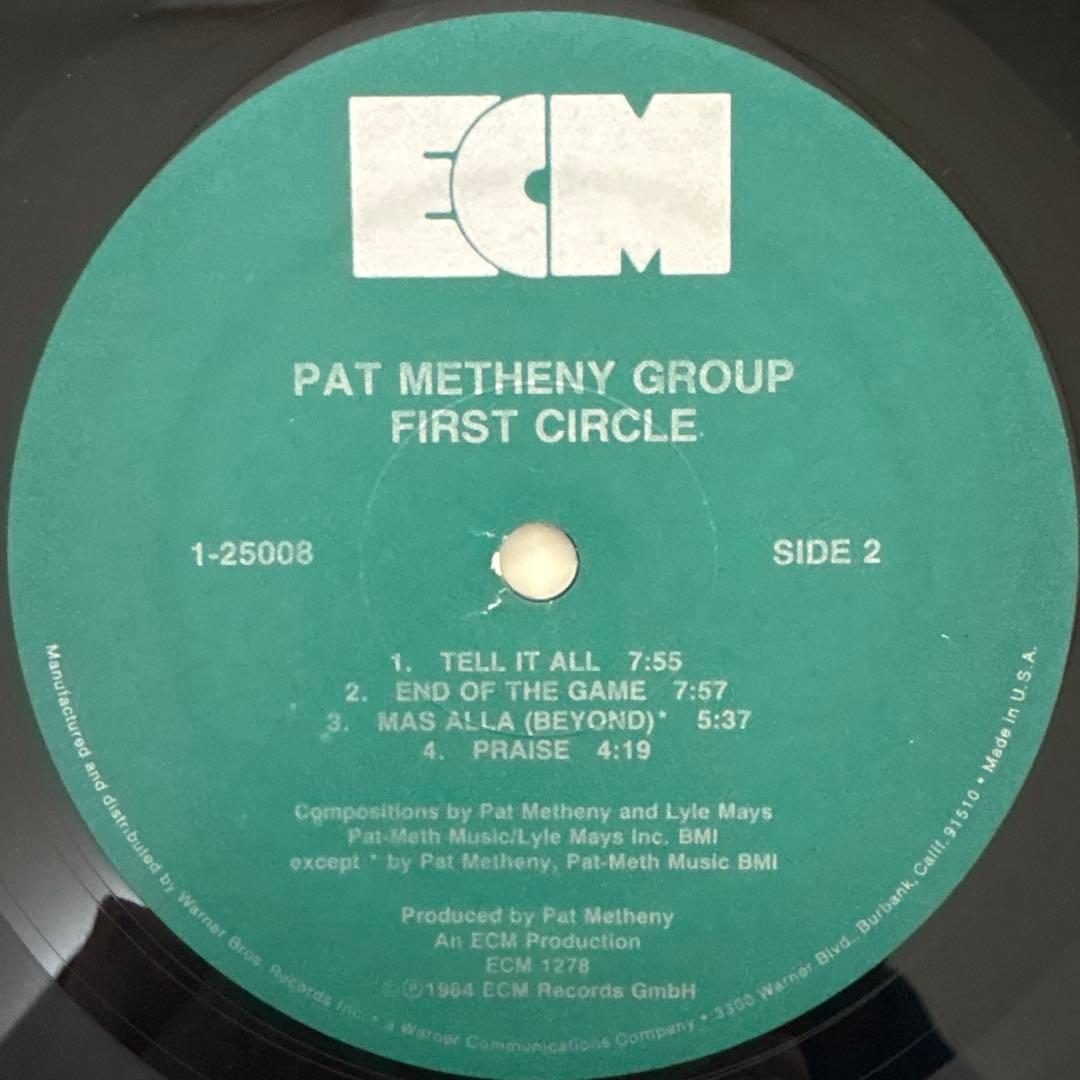 ECM
PAT METHENY GROUP
FIRST CIRCLE
1-25008
SIDE 2
1. TELL IT ALL 7:55
2. END OF THE GAME 7:57
3. MAS ALLA (BEYOND)* 5:37
4. PRAISE 4:19
Compositions by Pat Metheny and Lyle Mays
Pat-Meth Music/Lyle Mays Inc. BMI
except * by Pat Metheny, Pat-Meth Music BMI
Produced by Pat Metheny
An ECM Production
ECM 1278
©℗1984 ECM Records GmbH
Manufactured and distributed by Warner Bros. Records Inc. • a Warner Communications Company • 3300 Warner Blvd., Burbank, Calif. 91510 • Made in U.S.A.